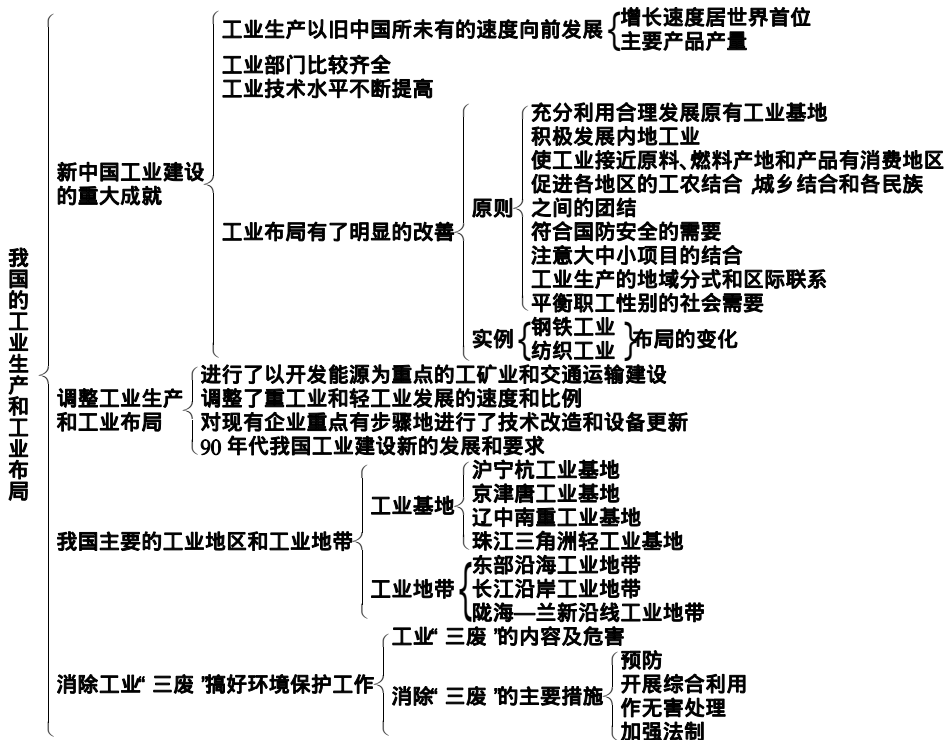 我国的工业生产和工业布局
新中国工业建设
的重大成就
工业生产以旧中国所未有的速度向前发展
增长速度居世界首位
主要产品产量
工业部门比较齐全
工业技术水平不断提高
工业布局有了明显的改善
原则
充分利用合理发展原有工业基地
积极发展内地工业
使工业接近原料、燃料产地和产品有消费地区
促进各地区的工农结合,城乡结合和各民族
之间的团结
符合国防安全的需要
注意大中小项目的结合
工业生产的地域分式和区际联系
平衡职工性别的社会需要
实例
钢铁工业
纺织工业
布局的变化
调整工业生产
和工业布局
进行了以开发能源为重点的工矿业和交通运输建设
调整了重工业和轻工业发展的速度和比例
对现有企业重点有步骤地进行了技术改造和设备更新
90年代我国工业建设新的发展和要求
我国主要的工业地区和工业地带
工业基地
沪宁杭工业基地
京津唐工业基地
辽中南重工业基地
珠江三角洲轻工业基地
工业地带
东部沿海工业地带
长江沿岸工业地带
陇海—兰新沿线工业地带
消除工业“三废”搞好环境保护工作
工业“三废”的内容及危害
消除“三废”的主要措施
预防
开展综合利用
作无害处理
加强法制